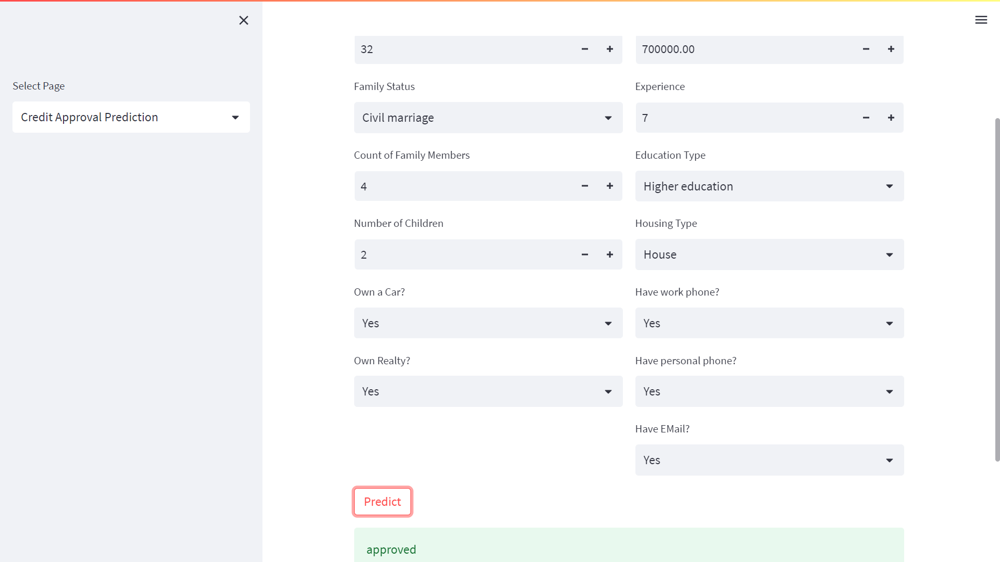 Select Page
Credit Approval Prediction
32
700000.00
Family Status
Experience
Civil marriage
7
Count of Family Members
Education Type
4
Higher education
Number of Children
Housing Type
2
House
Own a Car?
Have work phone?
Yes
Yes
Own Realty?
Have personal phone?
Yes
Yes
Have EMail?
Yes
Predict
approved